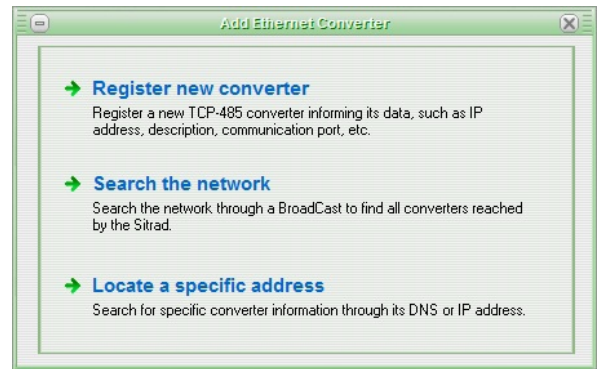 Add Ethernet Converter
Register new converter
Register a new TCP-485 converter informing its data, such as IP
address, description, communication port, etc.
Search the network
Search the network through a BroadCast to find all converters reached
by the Sitrad.
Locate a specific address
Search for specific converter information through its DNS or IP address.